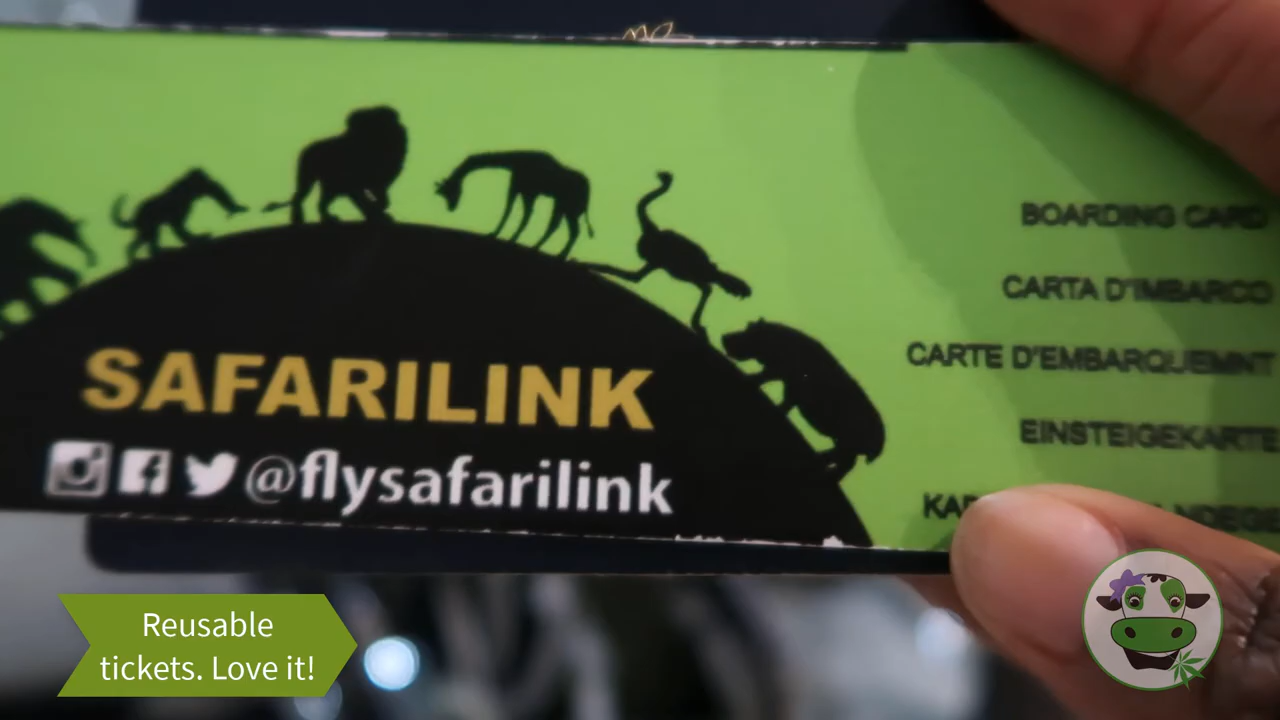 BOARDING CARD
CARTA D'IMBARCO
CARTE D'EMBARQUEMNT
EINSTEIGEKARTE
SAFARILINK
@flysafarilink
Reusable
tickets. Love it!